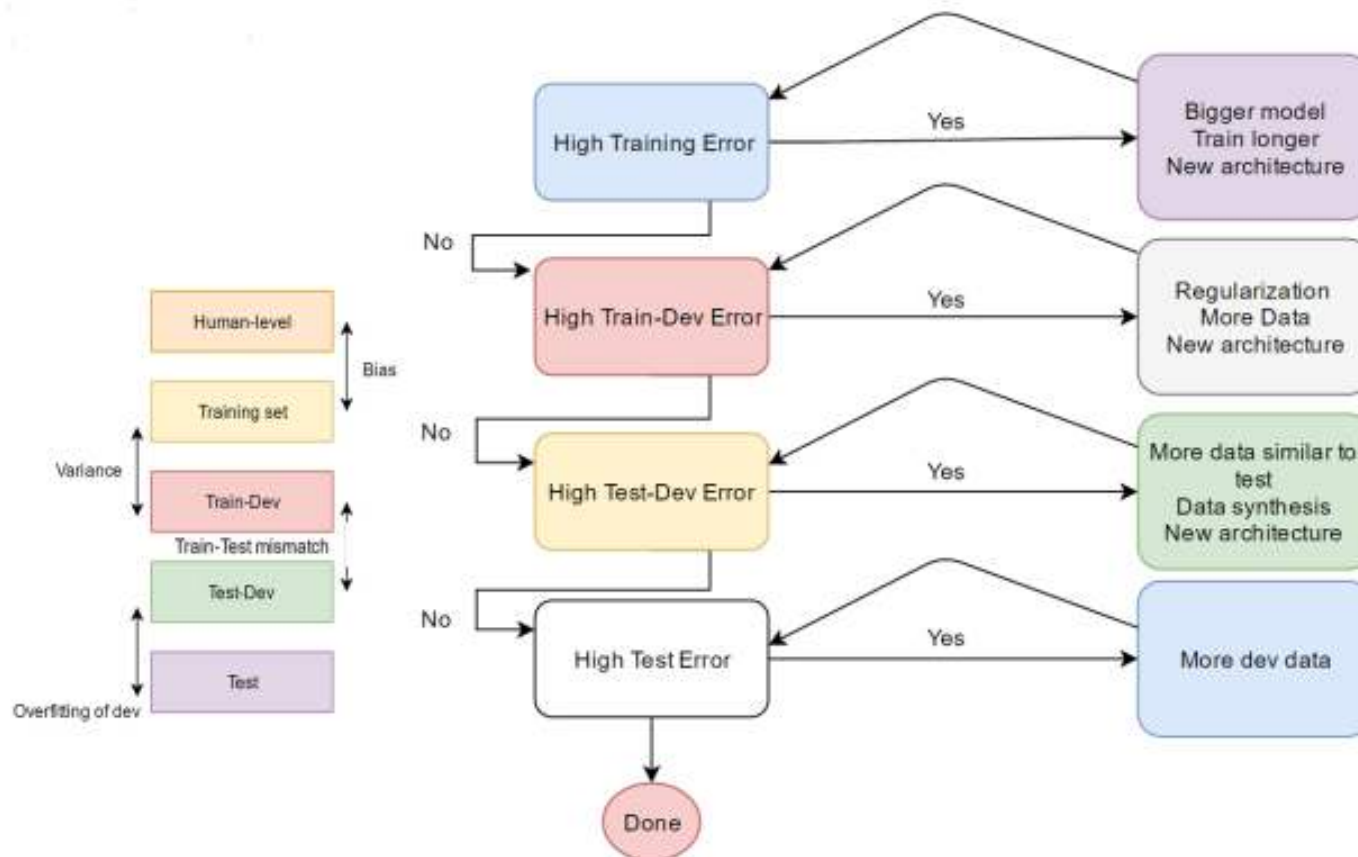 High Training Error
Yes
Bigger model
Train longer
New architecture
No
High Train-Dev Error
Yes
Regularization
More Data
New architecture
No
High Test-Dev Error
Yes
More data similar to
test
Data synthesis
New architecture
No
High Test Error
Yes
More dev data
Done
Human-level
Bias
Training set
Variance
Train-Dev
Train-Test mismatch
Test-Dev
Test
Overfitting of dev